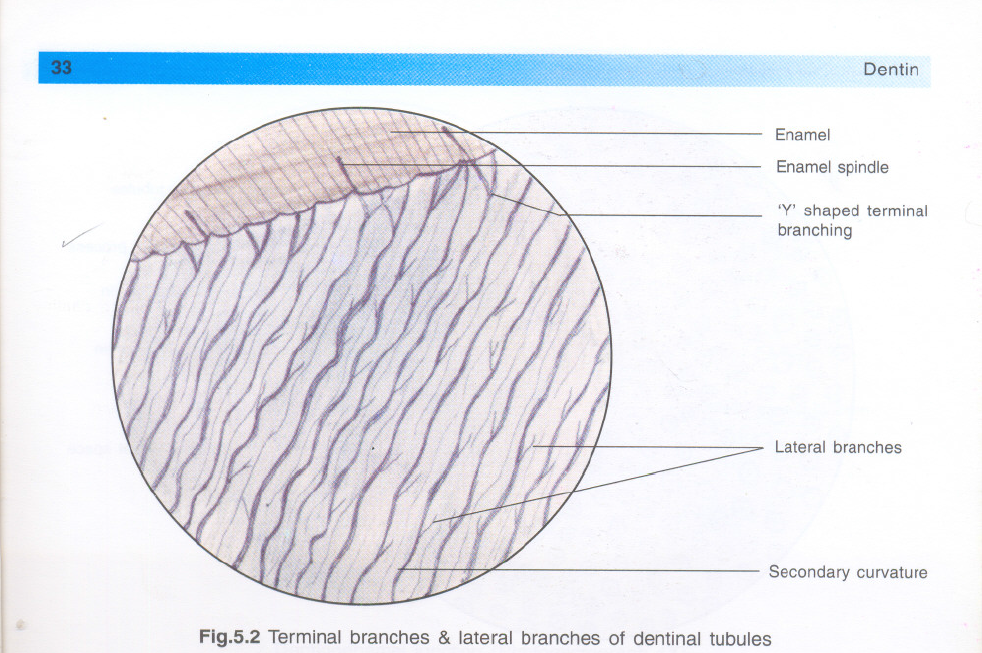 33
Dentin
Enamel
Enamel spindle
‘Y’ shaped terminal
branching
Lateral branches
Secondary curvature
Fig.5.2 Terminal branches & lateral branches of dentinal tubules